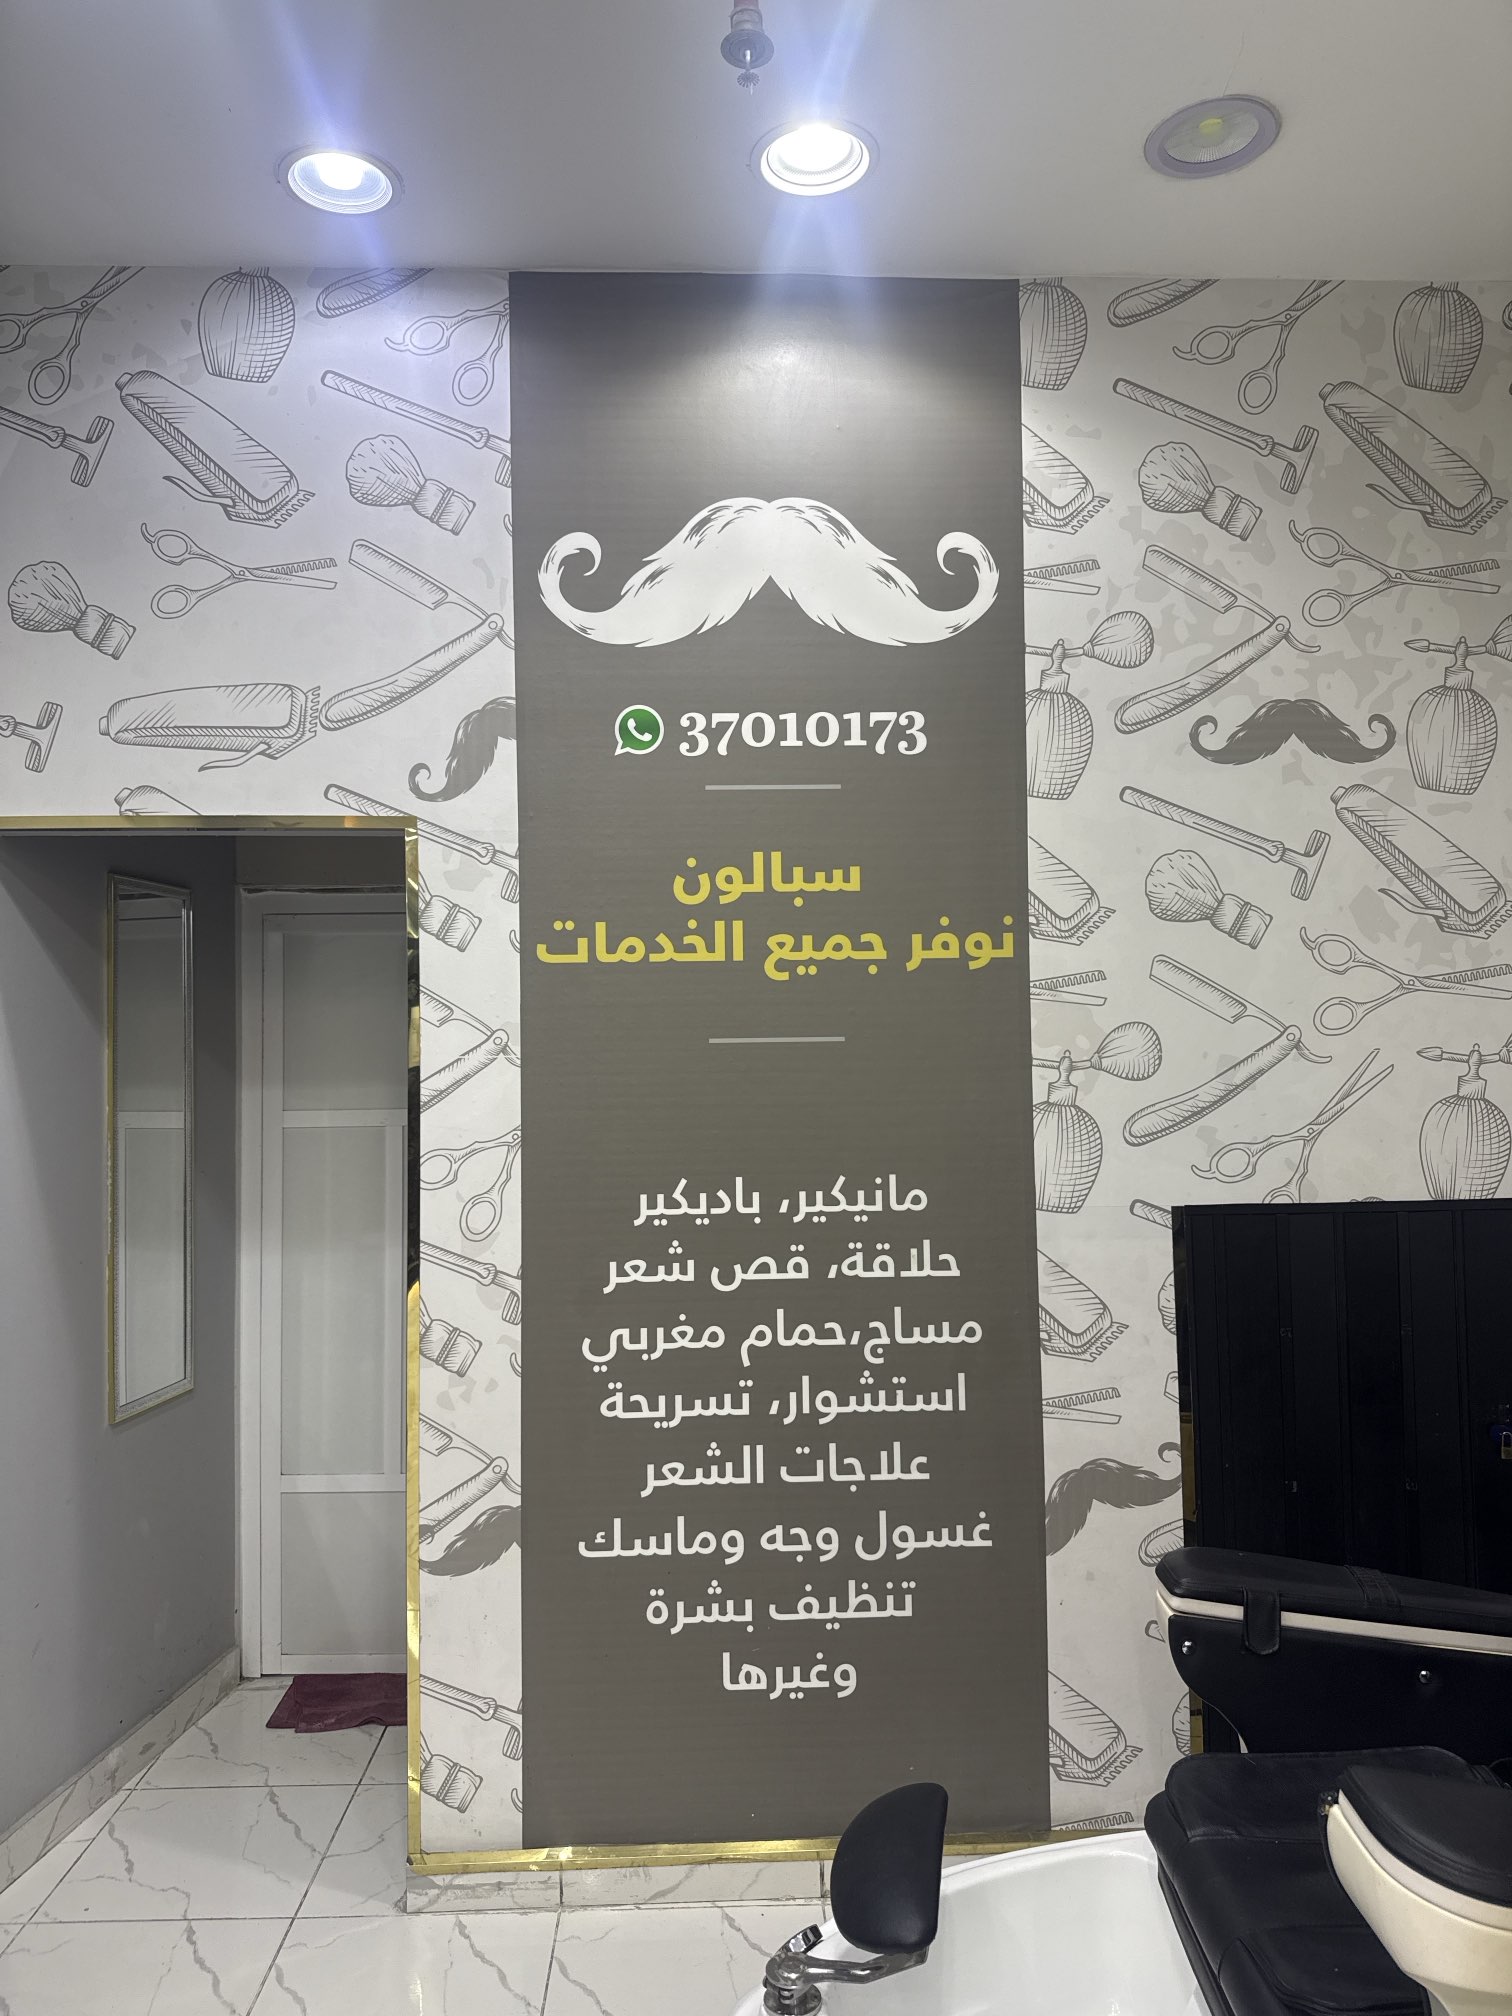 37010173
سبالون
نوفر جميع الخدمات
مانيكير، باديكير
حلاقة، قص شعر
مساج،حمام مغربي
استشوار، تسريحة
علاجات الشعر
غسول وجه وماسك
تنظيف بشرة
وغيرها